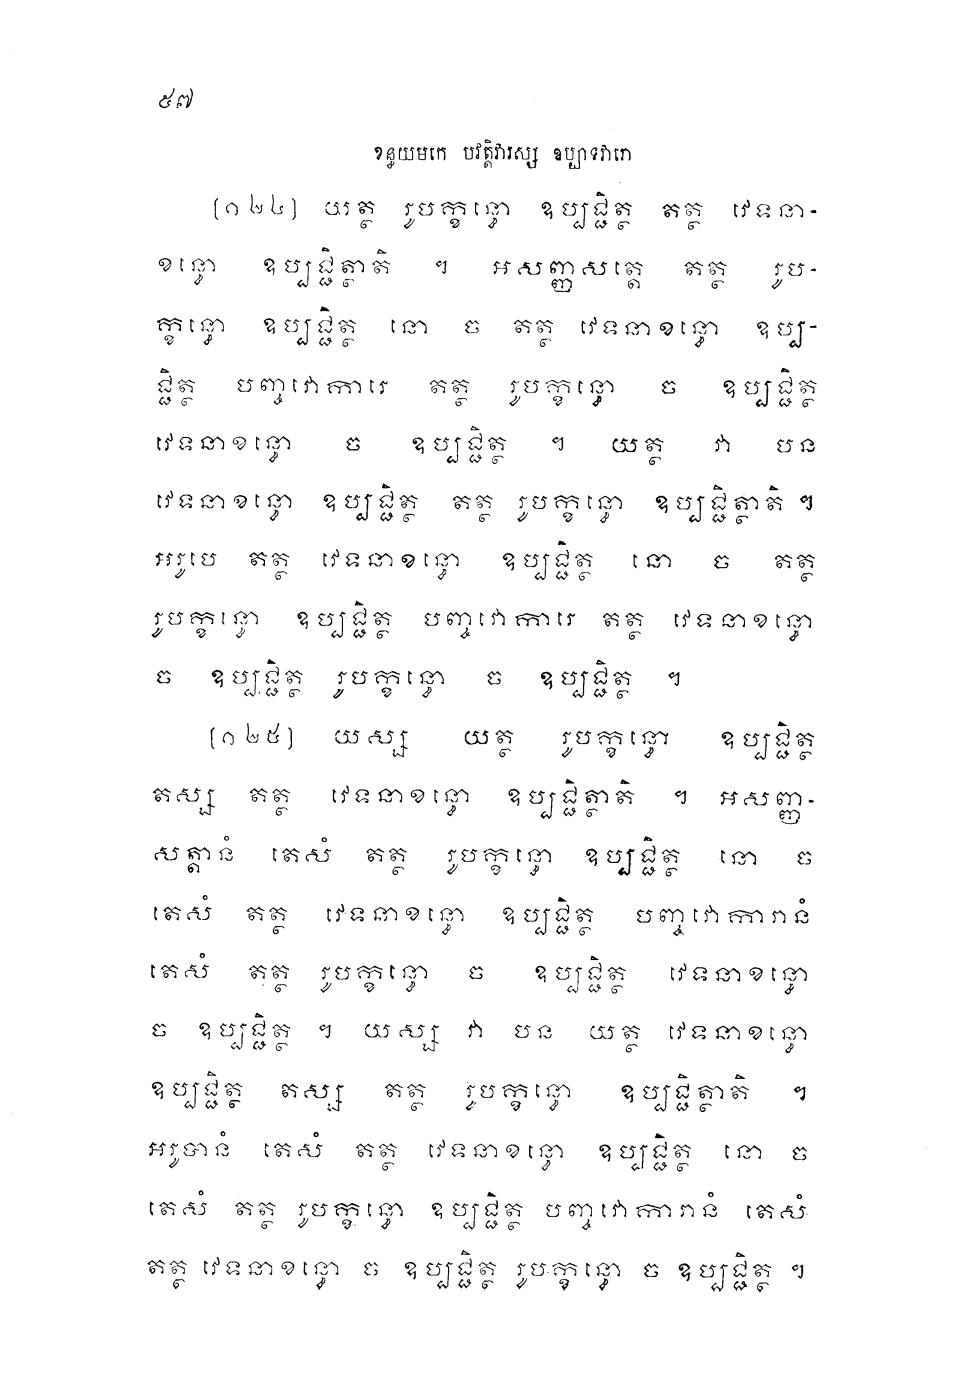 ៥៧
ខន្ធយមកេ បវត្តិវារស្ស ឧប្បាទវារោ
(១២៤) យត្ថ រូបក្ខន្ធោ ឧប្បជ្ជិត្ថ តត្ថ វេទនា-
ខន្ធោ ឧប្បជ្ជិត្ថាតិ ។ អសញ្ញសត្តេ តត្ថ រូប-
ក្ខន្ធោ ឧប្បជ្ជិត្ថ នោ ច តត្ថ វេទនាខន្ធោ ឧប្ប-
ជ្ជិត្ថ បញ្ចវោការេ តត្ថ រូបក្ខន្ធោ ច ឧប្បជ្ជិត្ថ
វេទនាខន្ធោ ច ឧប្បជ្ជិត្ថ ។ យត្ថ វា បន
វេទនាខន្ធោ ឧប្បជ្ជិត្ថ តត្ថ រូបក្ខន្ធោ ឧប្បជ្ជិត្ថាតិ ។
អរូបេ តត្ថ វេទនាខន្ធោ ឧប្បជ្ជិត្ថ នោ ច តត្ថ
រូបក្ខន្ធោ ឧប្បជ្ជិត្ថ បញ្ចវោការេ តត្ថ វេទនាខន្ធោ
ច ឧប្បជ្ជិត្ថ រូបក្ខន្ធោ ច ឧប្បជ្ជិត្ថ ។
(១២៥) យស្ស យត្ថ រូបក្ខន្ធោ ឧប្បជ្ជិត្ថ
តស្ស តត្ថ វេទនាខន្ធោ ឧប្បជ្ជិត្ថាតិ ។ អសញ្ញ-
សត្តានំ តេសំ តត្ថ រូបក្ខន្ធោ ឧប្បជ្ជិត្ថ នោ ច
តេសំ តត្ថ វេទនាខន្ធោ ឧប្បជ្ជិត្ថ បញ្ចវោការានំ
តេសំ តត្ថ រូបក្ខន្ធោ ច ឧប្បជ្ជិត្ថ វេទនាខន្ធោ
ច ឧប្បជ្ជិត្ថ ។ យស្ស វា បន យត្ថ វេទនាខន្ធោ
ឧប្បជ្ជិត្ថ តស្ស តត្ថ រូបក្ខន្ធោ ឧប្បជ្ជិត្ថាតិ ។
អរូបានំ តេសំ តត្ថ វេទនាខន្ធោ ឧប្បជ្ជិត្ថ នោ ច
តេសំ តត្ថ រូបក្ខន្ធោ ឧប្បជ្ជិត្ថ បញ្ចវោការានំ តេសំ
តត្ថ វេទនាខន្ធោ ច ឧប្បជ្ជិត្ថ រូបក្ខន្ធោ ច ឧប្បជ្ជិត្ថ ។